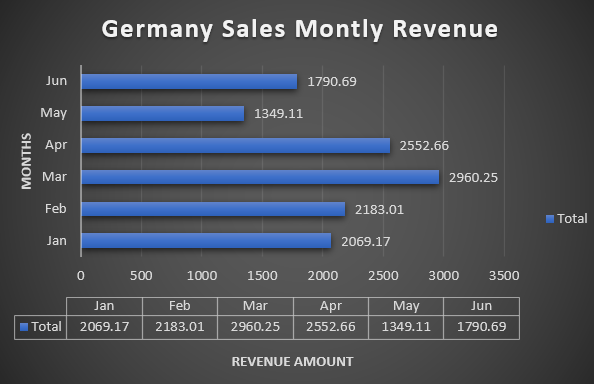 Germany Sales Montly Revenue
MONTHS
Jun 1790.69
May 1349.11
Apr 2552.66
Mar 2960.25
Feb 2183.01
Jan 2069.17
Total
0 500 1000 1500 2000 2500 3000 3500
Jan Feb Mar Apr May Jun
Total 2069.17 2183.01 2960.25 2552.66 1349.11 1790.69
REVENUE AMOUNT